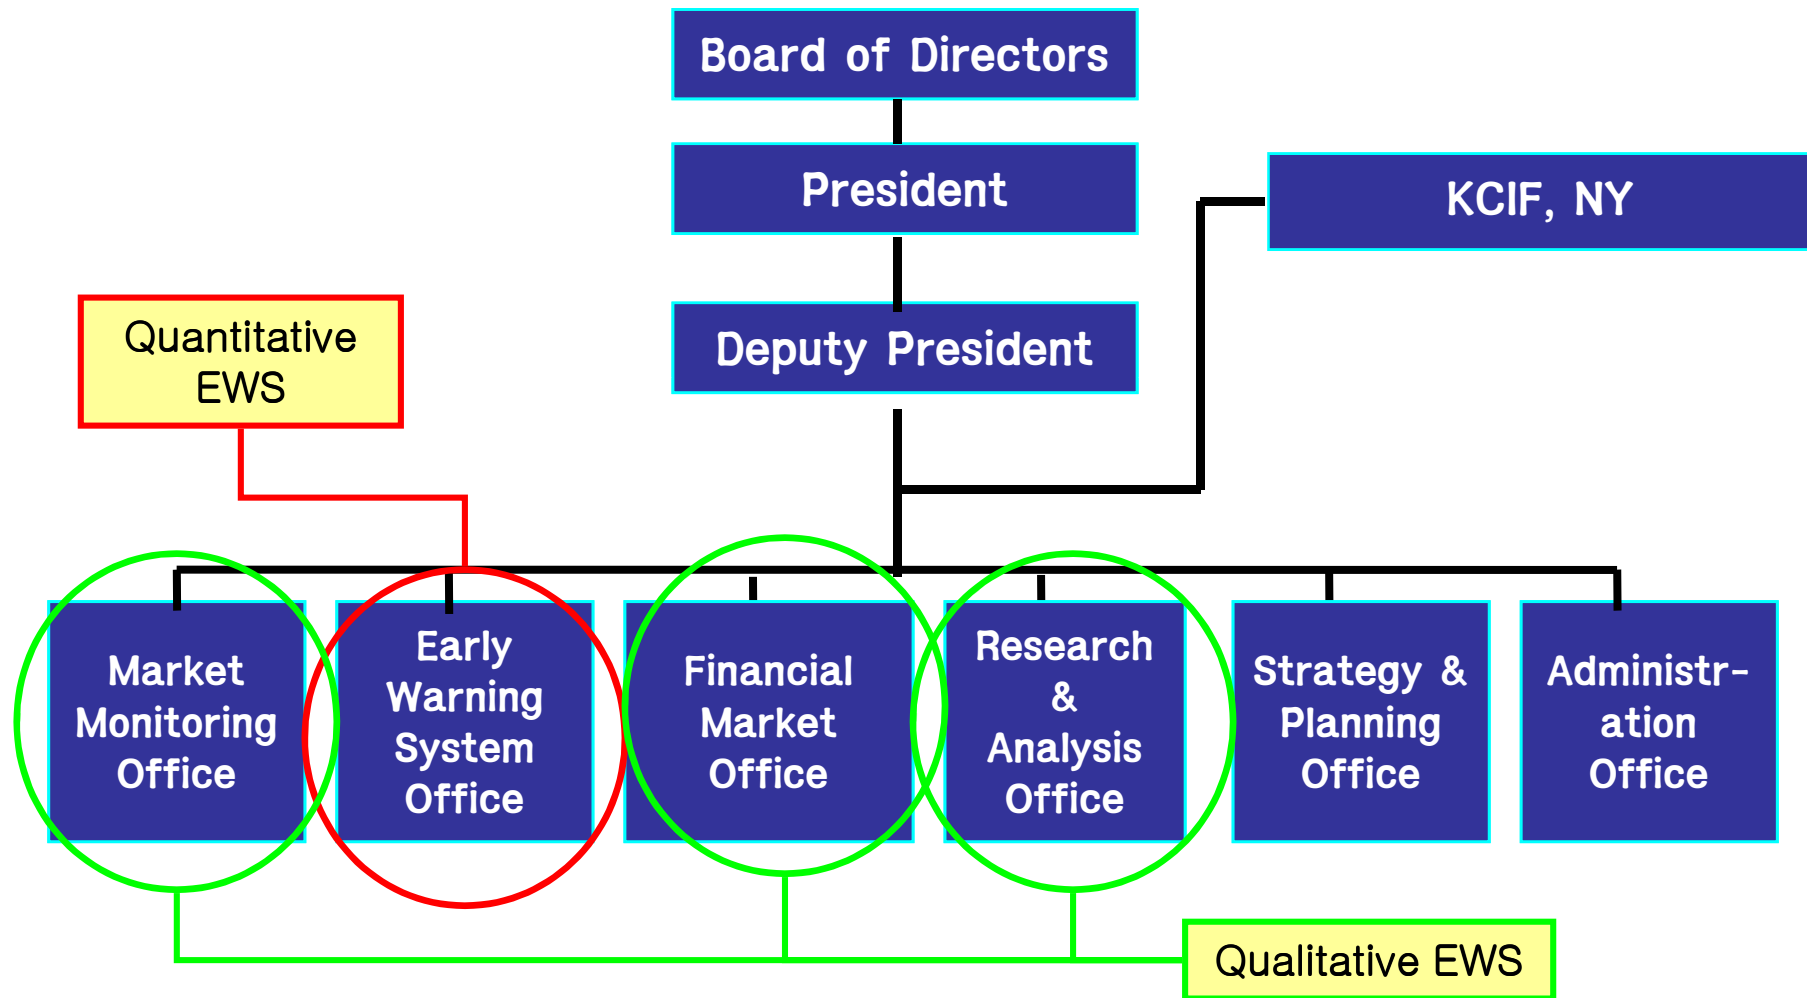 Board of Directors
President
KCIF, NY
Quantitative
EWS
Deputy President
Market
Monitoring
Office
Early
Warning
System
Office
Financial
Market
Office
Research
&
Analysis
Office
Strategy &
Planning
Office
Administr-
ation
Office
Qualitative EWS